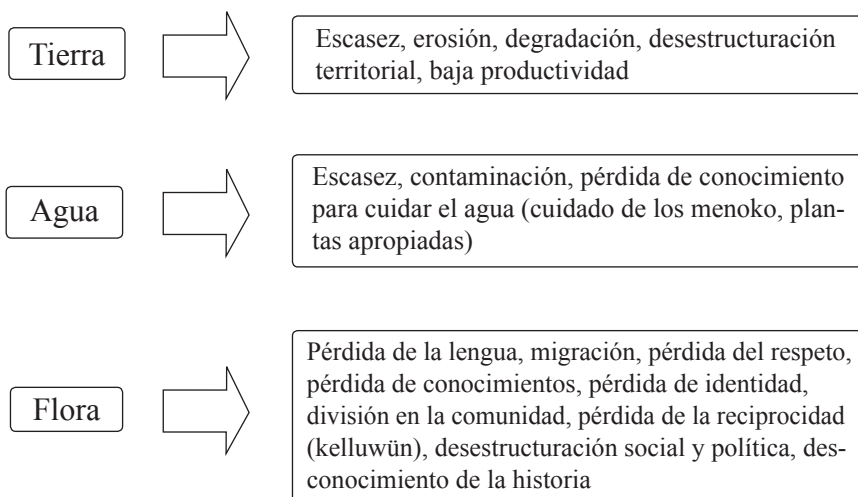 Tierra
Escasez, erosión, degradación, desestructuración
territorial, baja productividad
Agua
Escasez, contaminación, pérdida de conocimiento
para cuidar el agua (cuidado de los menoko, plan-
tas apropiadas)
Flora
Pérdida de la lengua, migración, pérdida del respeto,
pérdida de conocimientos, pérdida de identidad,
división en la comunidad, pérdida de la reciprocidad
(kelluwün), desestructuración social y política, des-
conocimiento de la historia